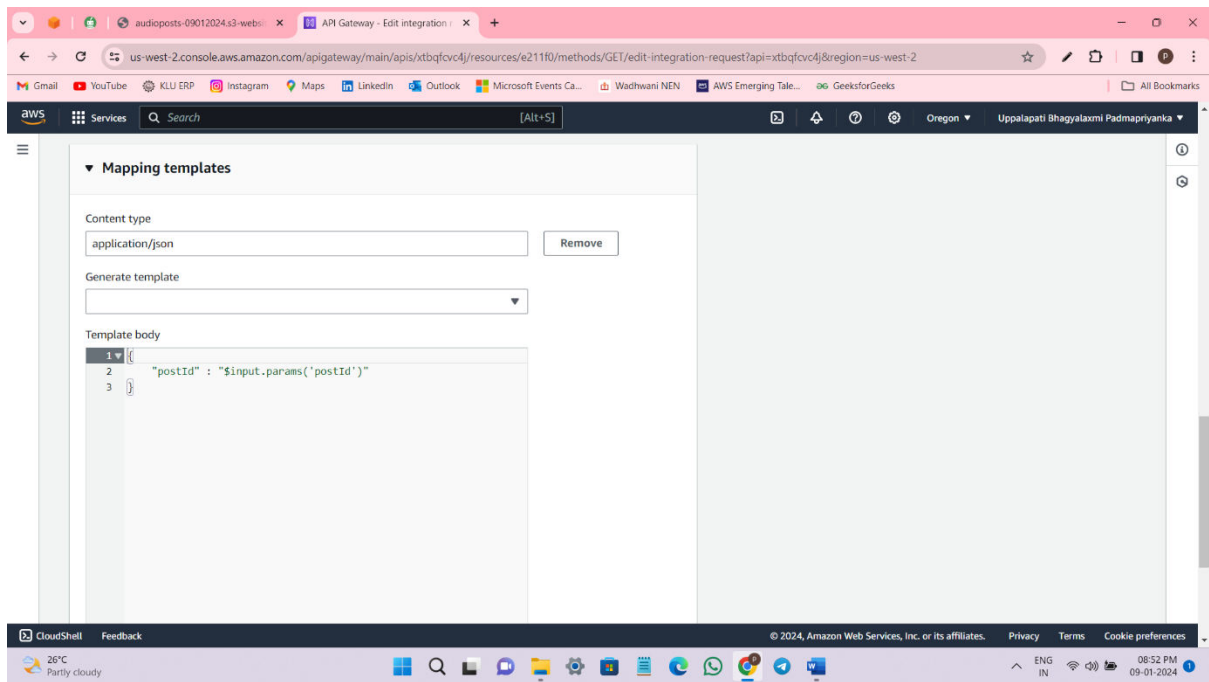 audioposts-09012024.s3-websi
API Gateway - Edit integration r
us-west-2.console.aws.amazon.com/apigateway/main/apis/xtbqfcvc4j/resources/e211f0/methods/GET/edit-integration-request?api=xtbqfcvc4j&region=us-west-2
P
Gmail YouTube KLU ERP Instagram Maps LinkedIn Outlook Microsoft Events Ca... Wadhwani NEN AWS Emerging Tale... GeeksforGeeks All Bookmarks
aws Services Search [Alt+S] Oregon Uppalapati Bhagyalaxmi Padmapriyanka
Mapping templates
Content type
application/json Remove
Generate template
Template body
1 {
2 "postId" : "$input.params('postId')"
3 }
CloudShell Feedback © 2024, Amazon Web Services, Inc. or its affiliates. Privacy Terms Cookie preferences
26°C
Partly cloudy
ENG
IN
08:52 PM
09-01-2024
1